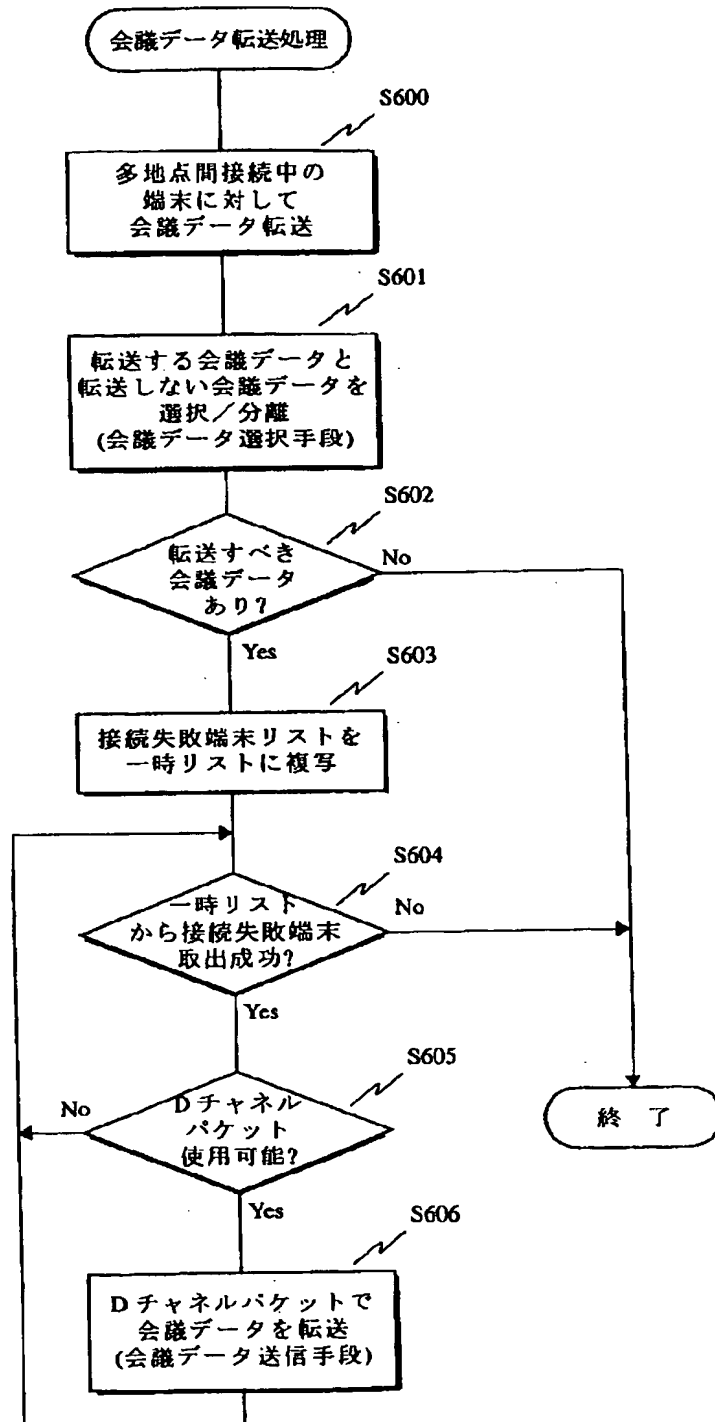 会議データ転送処理
S600
多地点間接続中の
端末に対して
会議データ転送
S601
転送する会議データと
転送しない会議データを
選択／分離
(会議データ選択手段)
S602
転送すべき
会議データ
あり?
No
Yes
S603
接続失敗端末リストを
一時リストに複写
S604
一時リスト
から接続失敗端末
取出成功?
No
Yes
S605
Dチャネル
パケット
使用可能?
No
Yes
終了
S606
Dチャネルパケットで
会議データを転送
(会議データ送信手段)